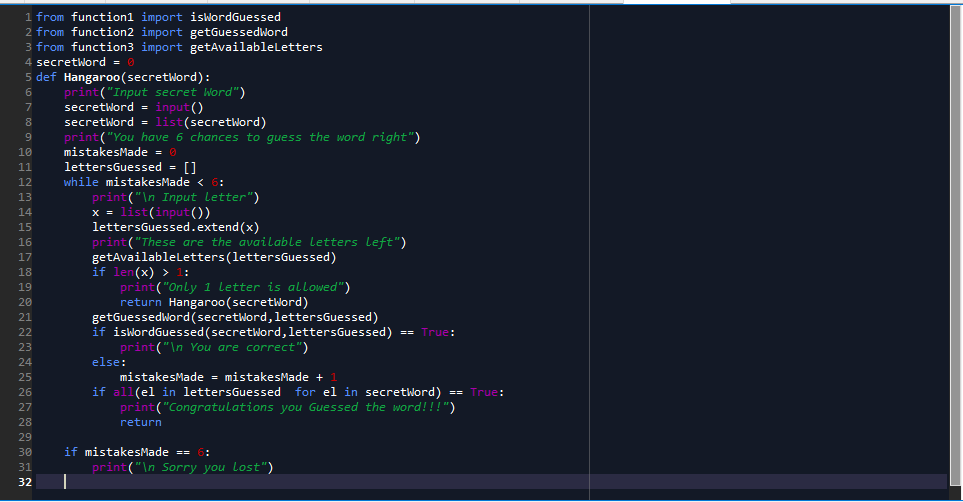 1 from function1 import isWordGuessed
2 from function2 import getGuessedWord
3 from function3 import getAvailableLetters
4 secretWord = 0
5 def Hangaroo(secretWord):
6     print("Input secret Word")
7     secretWord = input()
8     secretWord = list(secretWord)
9     print("You have 6 chances to guess the word right")
10     mistakesMade = 0
11     lettersGuessed = []
12     while mistakesMade < 6:
13         print("\n Input letter")
14         x = list(input())
15         lettersGuessed.extend(x)
16         print("These are the available letters left")
17         getAvailableLetters(lettersGuessed)
18         if len(x) > 1:
19             print("Only 1 letter is allowed")
20             return Hangaroo(secretWord)
21         getGuessedWord(secretWord,lettersGuessed)
22         if isWordGuessed(secretWord,lettersGuessed) == True:
23             print("\n You are correct")
24         else:
25             mistakesMade = mistakesMade + 1
26         if all(el in lettersGuessed  for el in secretWord) == True:
27             print("Congratulations you Guessed the word!!!")
28             return
29
30     if mistakesMade == 6:
31         print("\n Sorry you lost")
32